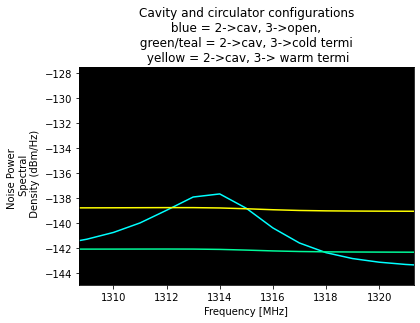 Cavity and circulator configurations
blue = 2->cav, 3->open,
green/teal = 2->cav, 3->cold termi
yellow = 2->cav, 3-> warm termi
−128
−130
−132
−134
−136
−138
−140
−142
−144
Noise Power
Spectral
Density (dBm/Hz)
1310
1312
1314
1316
1318
1320
Frequency [MHz]